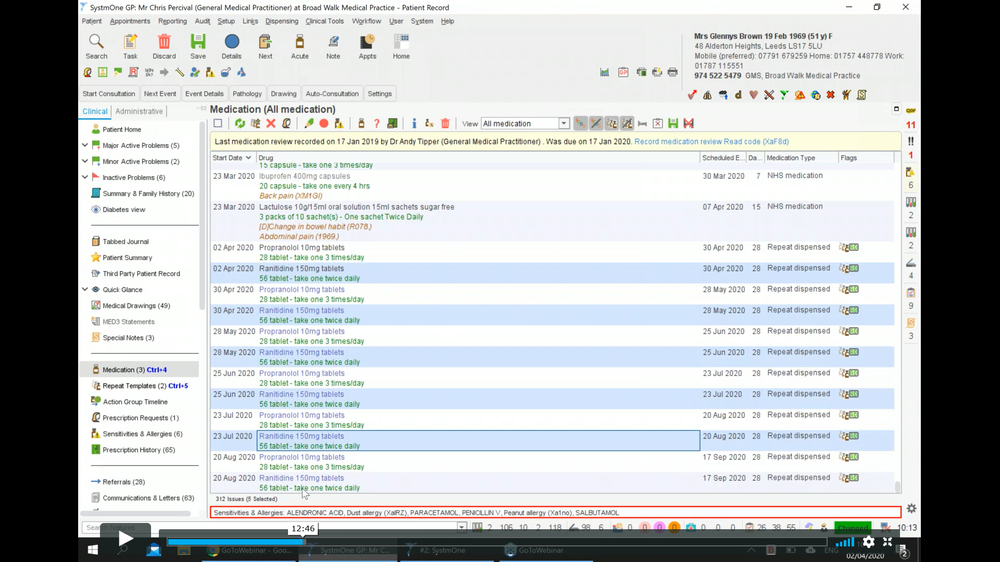 SystmOne GP: Mr Chris Percival (General Medical Practitioner) at Broad Walk Medical Practice - Patient Record
Patient Appointments Reporting Audit Setup Links Dispensing Clinical Tools Workflow User System Help
Search Task Discard Save Details Next Acute Note Appts Home
Mrs Glennys Brown 19 Feb 1969 (51 y) F
48 Alderton Heights, Leeds LS17 5LU
Mobile (preferred): 07791 679259 Home: 01757 448778 Work:
01787 115551
974 522 5479 GMS, Broad Walk Medical Practice
Start Consultation Next Event Event Details Pathology Drawing Auto-Consultation Settings
Clinical Administrative
Patient Home
Major Active Problems (5)
Minor Active Problems (2)
Inactive Problems (6)
Summary & Family History (20)
Diabetes view
Tabbed Journal
Patient Summary
Third Party Patient Record
Quick Glance
Medical Drawings (49)
MED3 Statements
Special Notes (3)
Medication (3) Ctrl+4
Repeat Templates (2) Ctrl+5
Action Group Timeline
Prescription Requests (1)
Sensitivities & Allergies (6)
Prescription History (65)
Referrals (28)
Communications & Letters (63)
Medication (All medication)
View All medication
Last medication review recorded on 17 Jan 2019 by Dr Andy Tipper (General Medical Practitioner) . Was due on 17 Jan 2020. Record medication review Read code (XaF8d)
Start Date Drug Scheduled E... Da... Medication Type Flags
15 capsule - take one 3 times/day
23 Mar 2020 Ibuprofen 400mg capsules 30 Mar 2020 7 NHS medication
20 capsule - take one every 4 hrs
Back pain (XM1GI)
23 Mar 2020 Lactulose 10g/15ml oral solution 15ml sachets sugar free 07 Apr 2020 15 NHS medication
3 packs of 10 sachet(s) - One sachet Twice Daily
[D]Change in bowel habit (R078.)
Abdominal pain (1969.)
02 Apr 2020 Propranolol 10mg tablets 30 Apr 2020 28 Repeat dispensed RD
28 tablet - take one 3 times/day
02 Apr 2020 Ranitidine 150mg tablets 30 Apr 2020 28 Repeat dispensed RD
56 tablet - take one twice daily
30 Apr 2020 Propranolol 10mg tablets 28 May 2020 28 Repeat dispensed RD
28 tablet - take one 3 times/day
30 Apr 2020 Ranitidine 150mg tablets 28 May 2020 28 Repeat dispensed RD
56 tablet - take one twice daily
28 May 2020 Propranolol 10mg tablets 25 Jun 2020 28 Repeat dispensed RD
28 tablet - take one 3 times/day
28 May 2020 Ranitidine 150mg tablets 25 Jun 2020 28 Repeat dispensed RD
56 tablet - take one twice daily
25 Jun 2020 Propranolol 10mg tablets 23 Jul 2020 28 Repeat dispensed RD
28 tablet - take one 3 times/day
25 Jun 2020 Ranitidine 150mg tablets 23 Jul 2020 28 Repeat dispensed RD
56 tablet - take one twice daily
23 Jul 2020 Propranolol 10mg tablets 20 Aug 2020 28 Repeat dispensed RD
28 tablet - take one 3 times/day
23 Jul 2020 Ranitidine 150mg tablets 20 Aug 2020 28 Repeat dispensed RD
56 tablet - take one twice daily
20 Aug 2020 Propranolol 10mg tablets 17 Sep 2020 28 Repeat dispensed RD
28 tablet - take one 3 times/day
20 Aug 2020 Ranitidine 150mg tablets 17 Sep 2020 28 Repeat dispensed RD
56 tablet - take one twice daily
312 Issues (5 Selected)
Sensitivities & Allergies: ALENDRONIC ACID, Dust allergy (XaIRZ), PARACETAMOL, PENICILLIN V, Peanut allergy (Xa1no), SALBUTAMOL
QOF
11
!!
1
6
2
2
4
9
3
Search features 2 106 10 2 118 98 6 0 0 0 0 0 0 0 26 38 55 Changed 10:13
12:46
GoToWebinar - Goo... SystmOne GP: Mr C... #2: SystmOne GoToWebinar ENG
02/04/2020 2